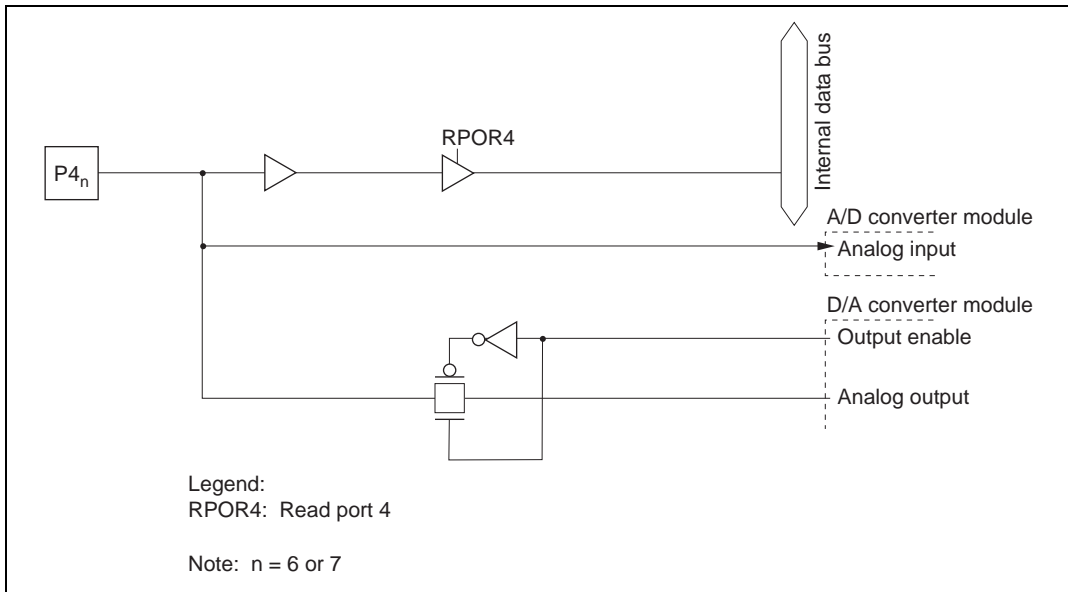 Internal data bus
RPOR4
P4n
A/D converter module
Analog input
D/A converter module
Output enable
Analog output
Legend:
RPOR4: Read port 4
Note: n = 6 or 7